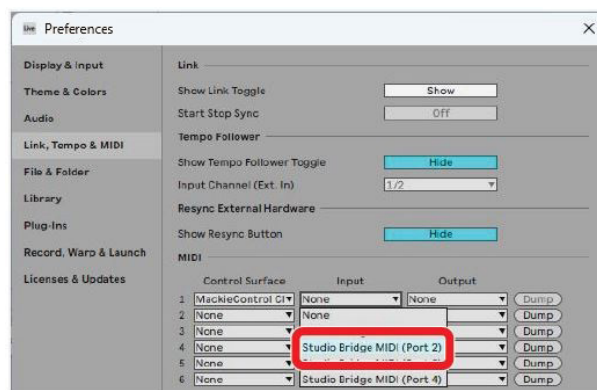 Live Preferences
Display & Input
Theme & Colors
Audio
Link, Tempo & MIDI
File & Folder
Library
Plug-Ins
Record, Warp & Launch
Licenses & Updates
Link
Show Link Toggle Show
Start Stop Sync Off
Tempo Follower
Show Tempo Follower Toggle Hide
Input Channel (Ext. In) 1/2
Resync External Hardware
Show Resync Button Hide
MIDI
Control Surface Input Output
1 MackieControl Cl None None Dump
2 None None Dump
3 None Dump
4 None Studio Bridge MIDI (Port 2) Dump
5 None Dump
6 None Studio Bridge MIDI (Port 4) Dump